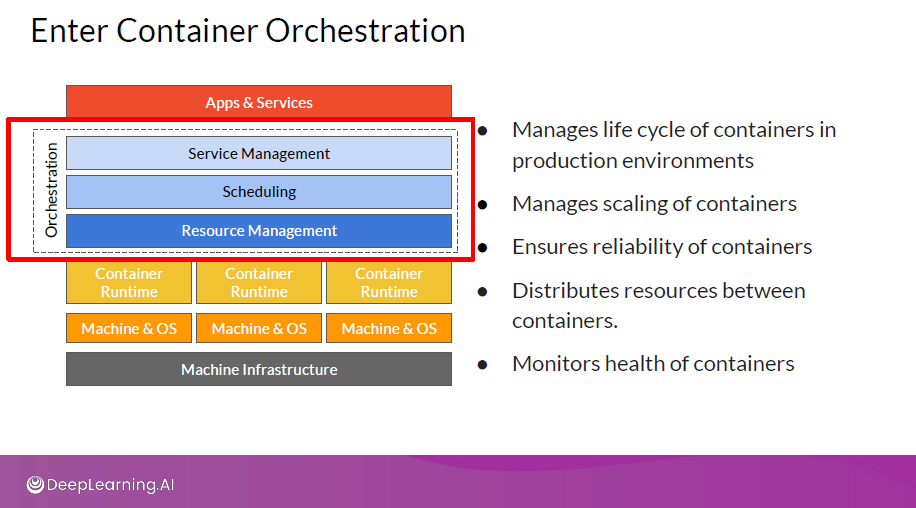 Enter Container Orchestration
Apps & Services
Orchestration
Service Management
Scheduling
Resource Management
Container
Runtime
Container
Runtime
Container
Runtime
Machine & OS
Machine & OS
Machine & OS
Machine Infrastructure
● Manages life cycle of containers in
production environments
● Manages scaling of containers
● Ensures reliability of containers
● Distributes resources between
containers.
● Monitors health of containers
DeepLearning.AI